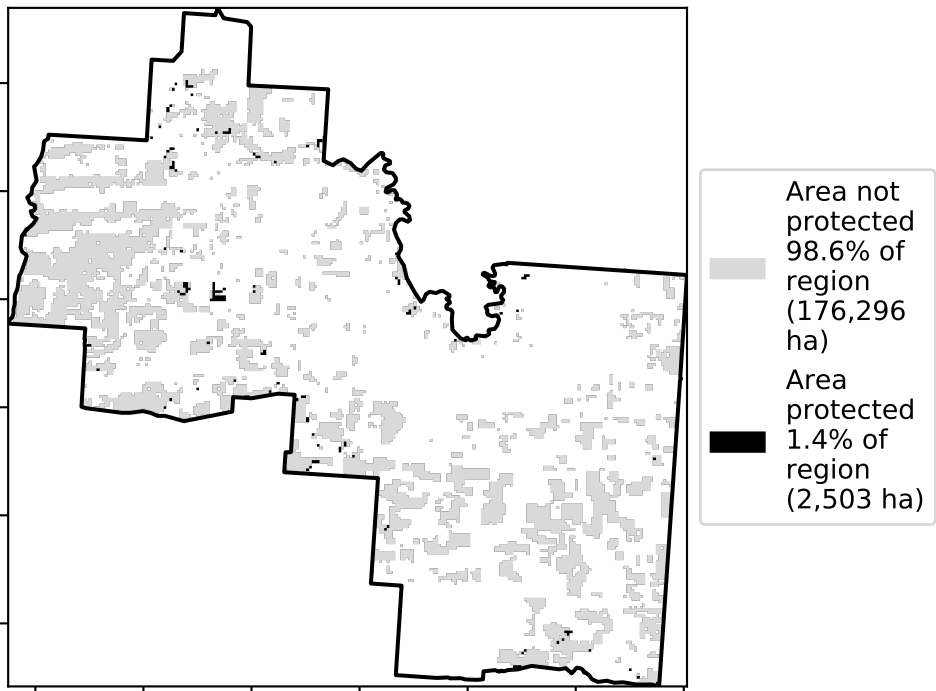 Area not
protected
98.6% of
region
(176,296
ha)
Area
protected
1.4% of
region
(2,503 ha)